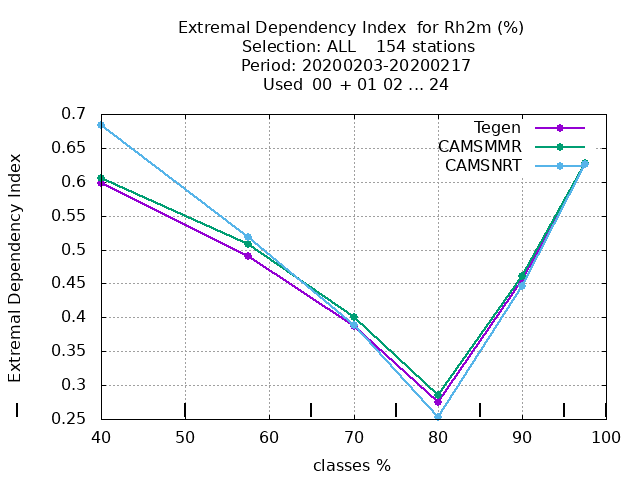 Extremal Dependency Index  for Rh2m (%)
Selection: ALL    154 stations
Period: 20200203-20200217
Used  00 + 01 02 ... 24
Extremal Dependency Index
0.7
0.65
0.6
0.55
0.5
0.45
0.4
0.35
0.3
0.25
Tegen
CAMSMMR
CAMSNRT
40 50 60 70 80 90 100
classes %